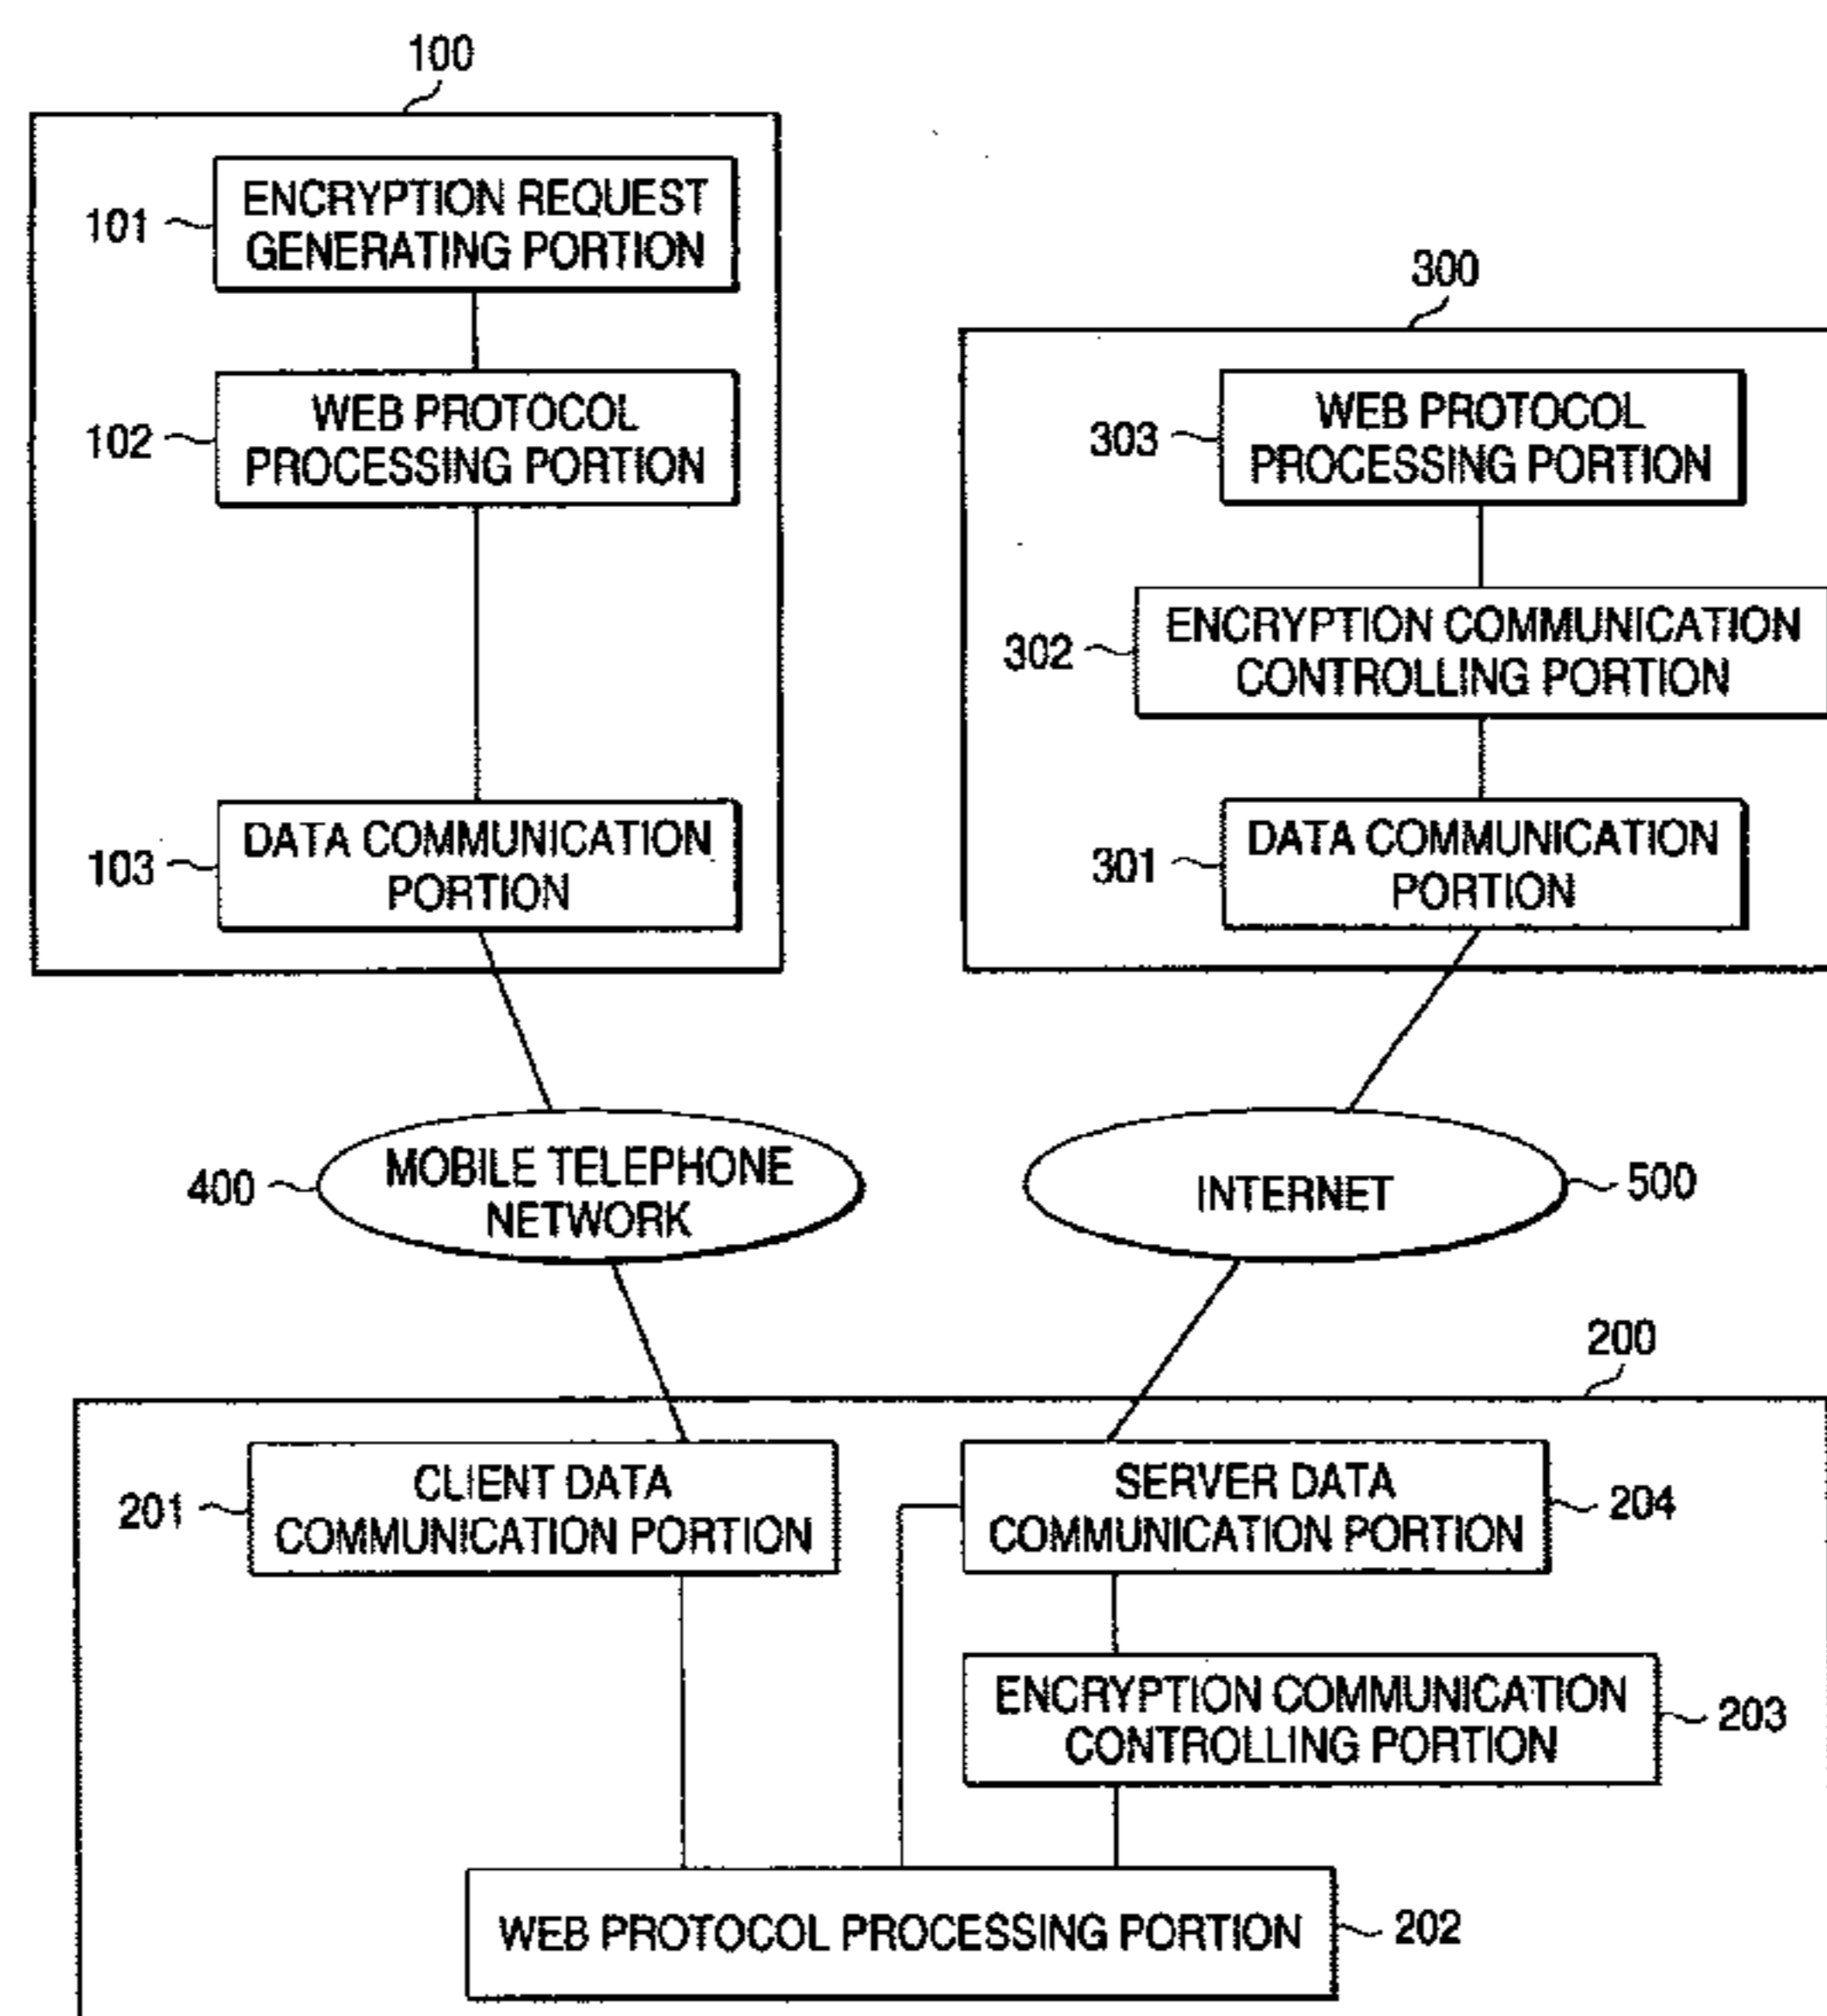 100
101
ENCRYPTION REQUEST
GENERATING PORTION
102
WEB PROTOCOL
PROCESSING PORTION
103
DATA COMMUNICATION
PORTION
300
303
WEB PROTOCOL
PROCESSING PORTION
302
ENCRYPTION COMMUNICATION
CONTROLLING PORTION
301
DATA COMMUNICATION
PORTION
400
MOBILE TELEPHONE
NETWORK
INTERNET
500
200
201
CLIENT DATA
COMMUNICATION PORTION
SERVER DATA
COMMUNICATION PORTION
204
ENCRYPTION COMMUNICATION
CONTROLLING PORTION
203
WEB PROTOCOL PROCESSING PORTION
202